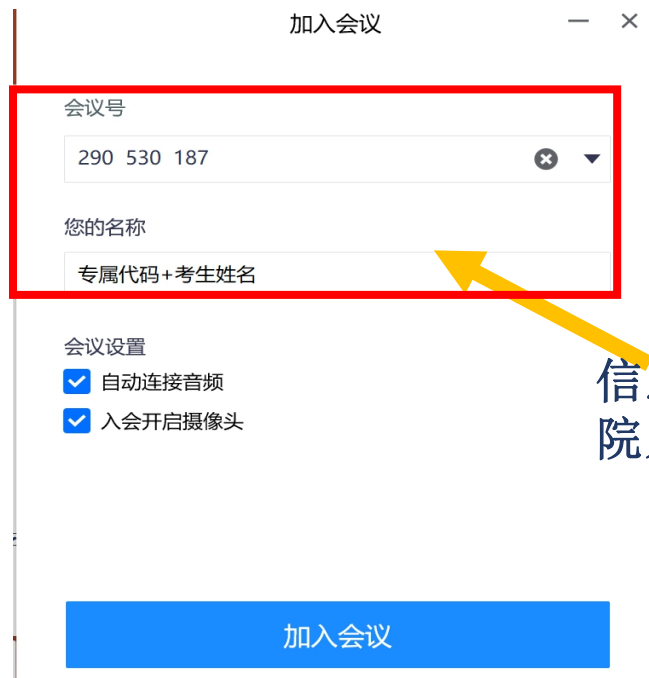 加入会议
会议号
290 530 187
您的名称
专属代码+考生姓名
会议设置
自动连接音频
入会开启摄像头
信
院
加入会议